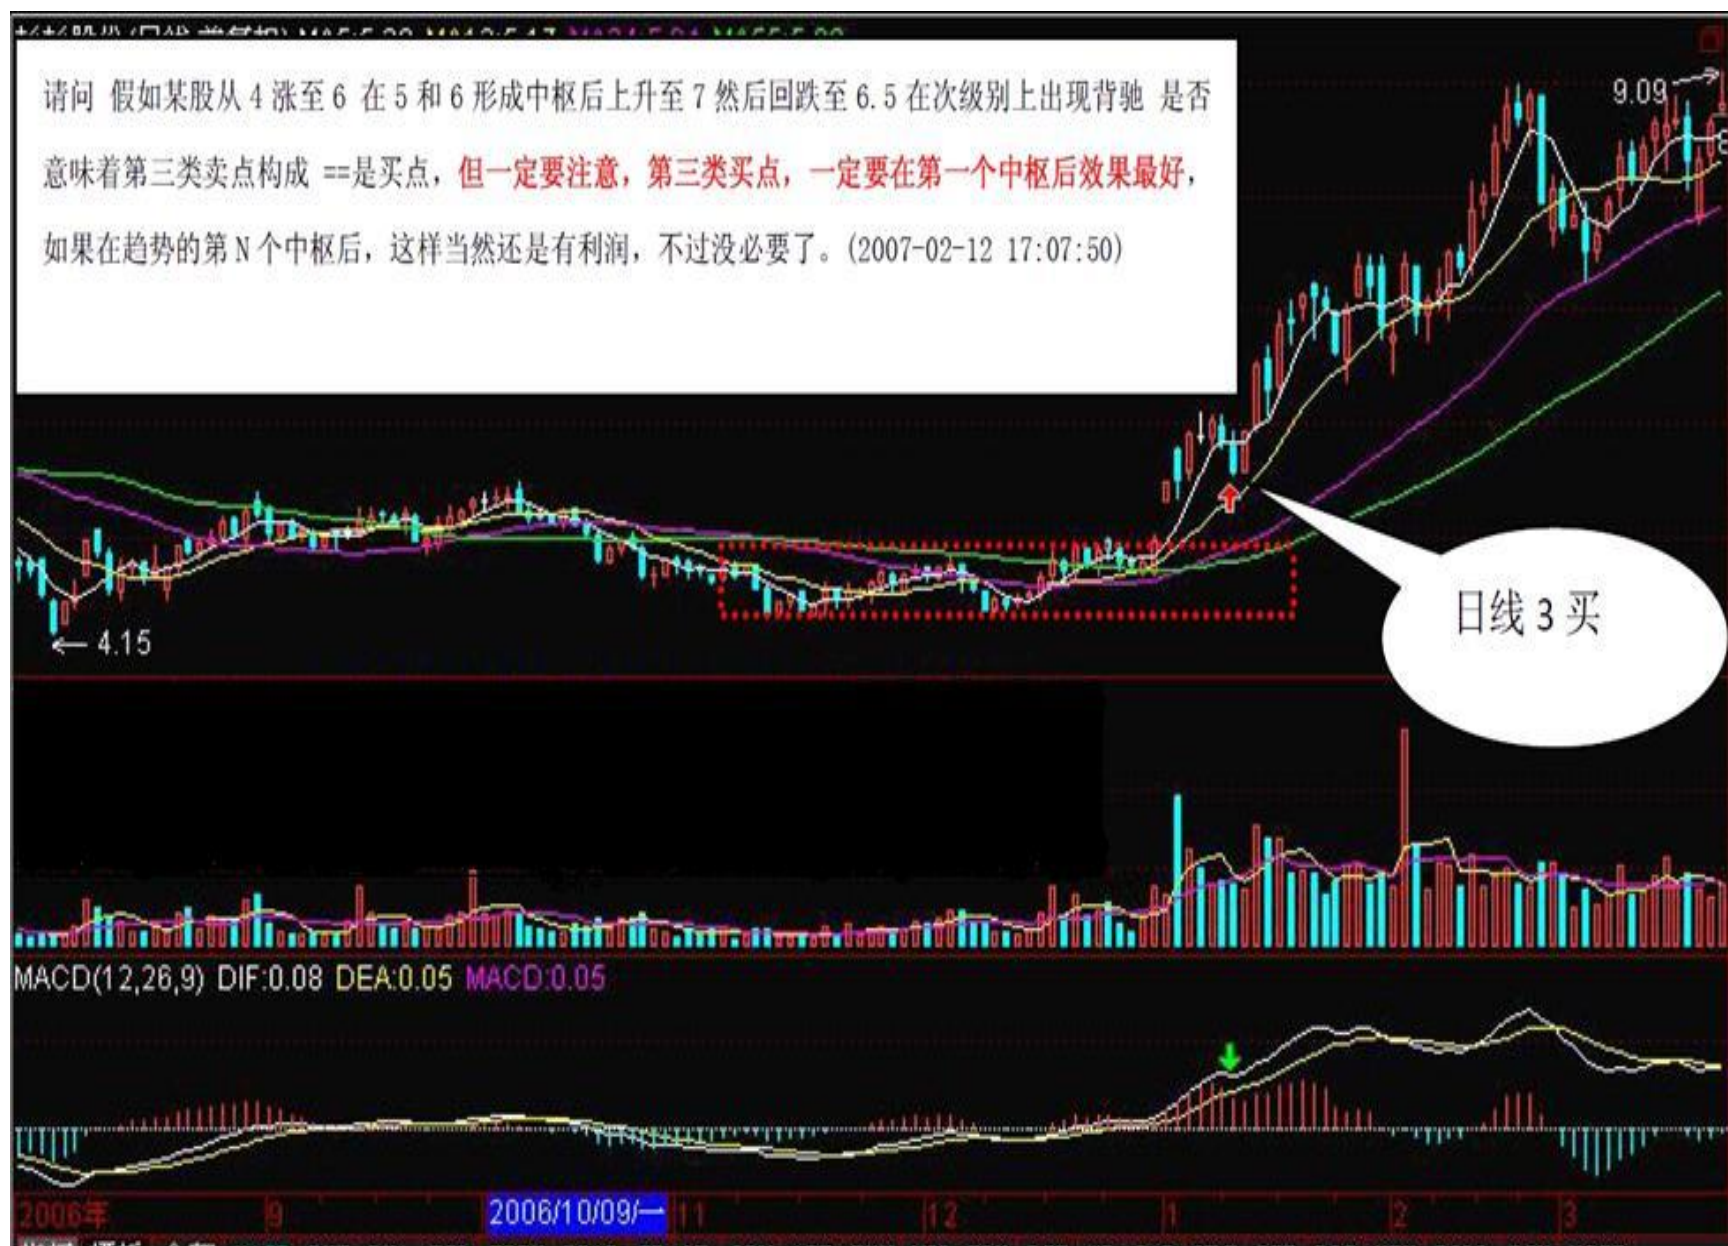 请问 假如某股从 4 涨至 6 在 5 和 6 形成中枢后上升至 7 然后回跌至 6.5 在次级别上出现背驰 是否
意味着第三类卖点构成 ==是买点，但一定要注意，第三类买点，一定要在第一个中枢后效果最好，
如果在趋势的第 N 个中枢后，这样当然还是有利润，不过没必要了。(2007-02-12 17:07:50)
9.09
日线 3 买
4.15
MACD(12,26,9) DIF:0.08 DEA:0.05 MACD:0.05
2006年 9 2006/10/09/一 11 12 1 2 3